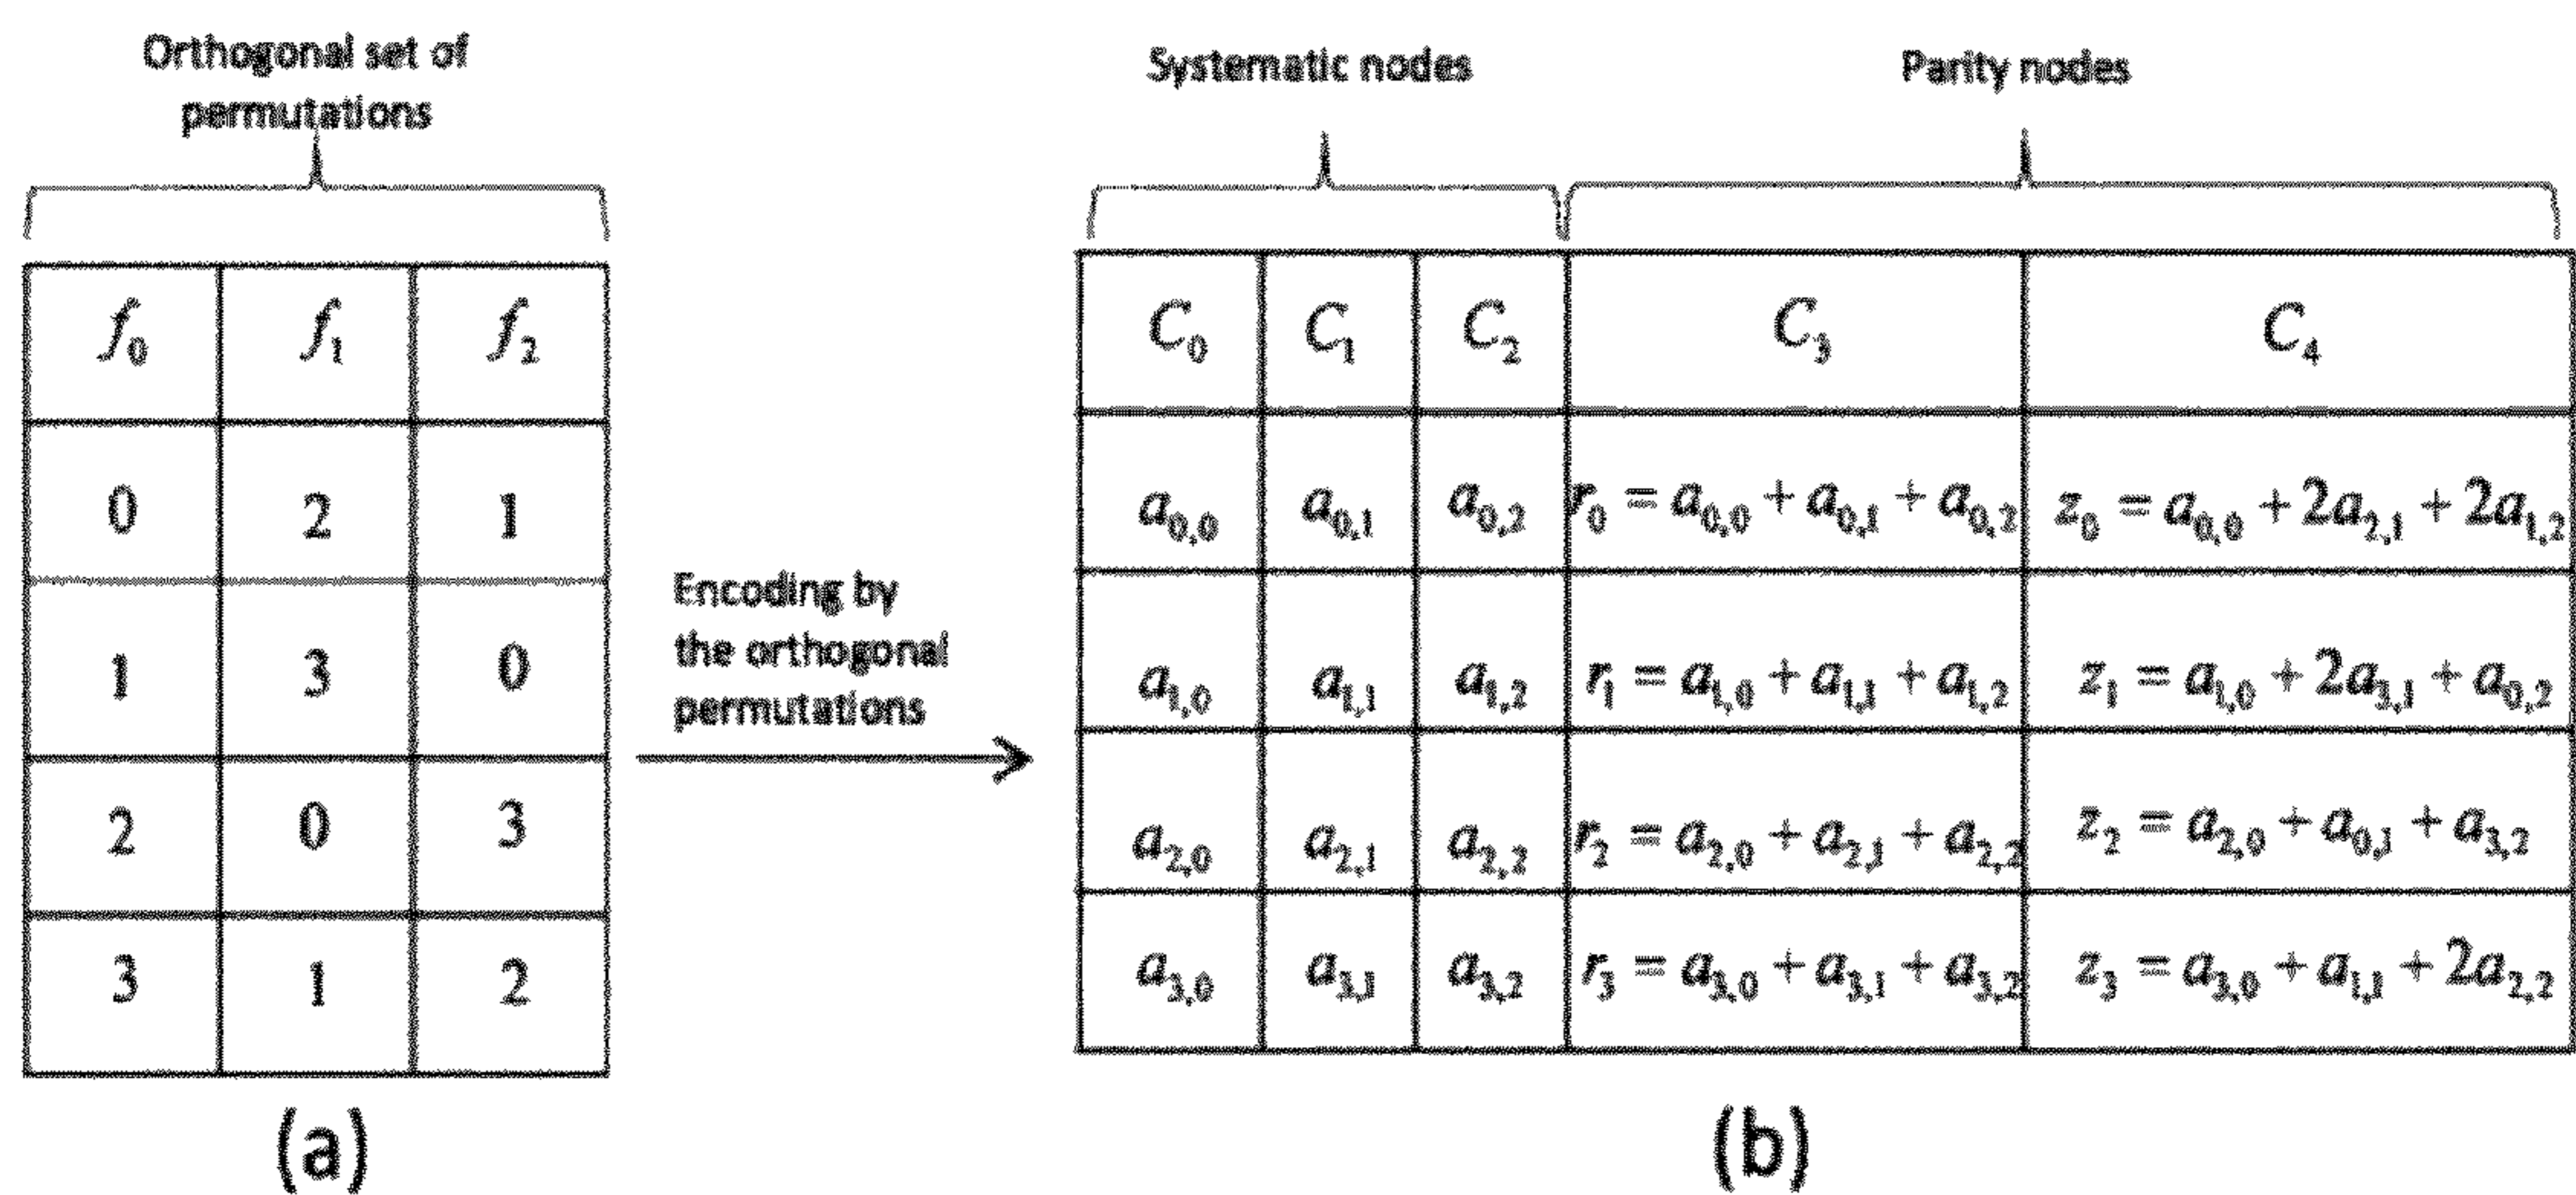 Orthogonal set of
permutations
f₀ f₁ f₂
0 2 1
1 3 0
2 0 3
3 1 2
(a)
Encoding by
the orthogonal
permutations
Systematic nodes Parity nodes
C₀ C₁ C₂ C₃ C₄
a₀,₀ a₀,₁ a₀,₂ r₀ = a₀,₀ + a₀,₁ + a₀,₂ z₀ = a₀,₀ + 2a₂,₁ + 2a₁,₂
a₁,₀ a₁,₁ a₁,₂ r₁ = a₁,₀ + a₁,₁ + a₁,₂ z₁ = a₁,₀ + 2a₃,₁ + a₀,₂
a₂,₀ a₂,₁ a₂,₂ r₂ = a₂,₀ + a₂,₁ + a₂,₂ z₂ = a₂,₀ + a₀,₁ + a₃,₂
a₃,₀ a₃,₁ a₃,₂ r₃ = a₃,₀ + a₃,₁ + a₃,₂ z₃ = a₃,₀ + a₁,₁ + 2a₂,₂
(b)